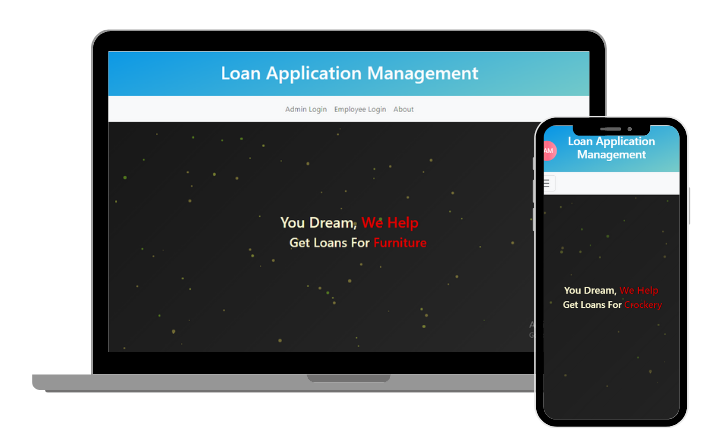 Loan Application Management
Admin Login Employee Login About
You Dream, We Help
Get Loans For Furniture
AM.
Loan Application
Management
You Dream, We Help
Get Loans For Crockery